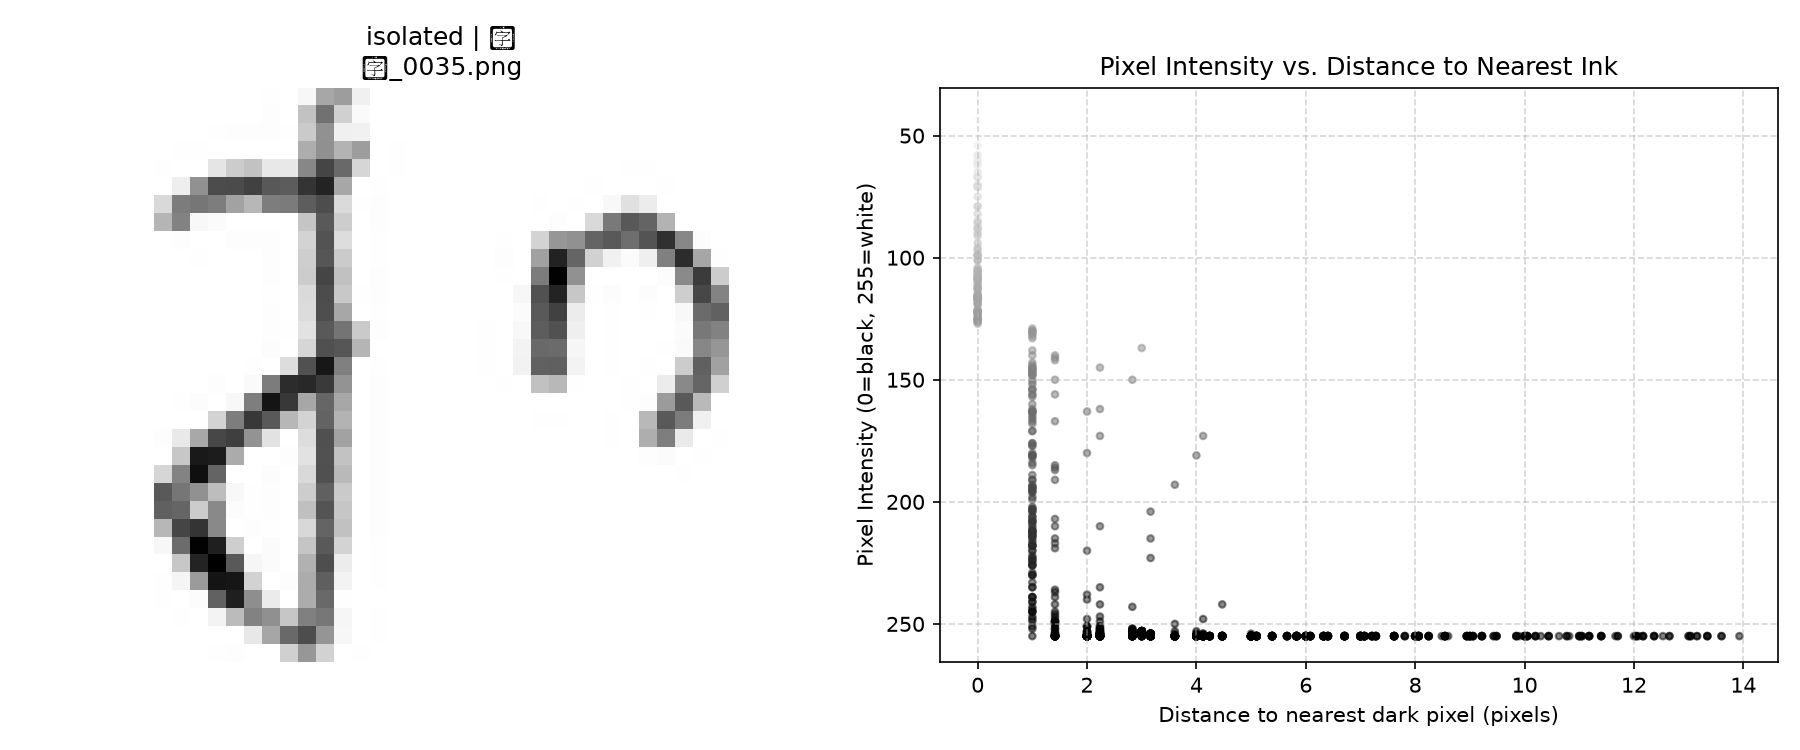 isolated |
_0035.png
Pixel Intensity vs. Distance to Nearest Ink
Pixel Intensity (0=black, 255=white)
50
100
150
200
250
0 2 4 6 8 10 12 14
Distance to nearest dark pixel (pixels)